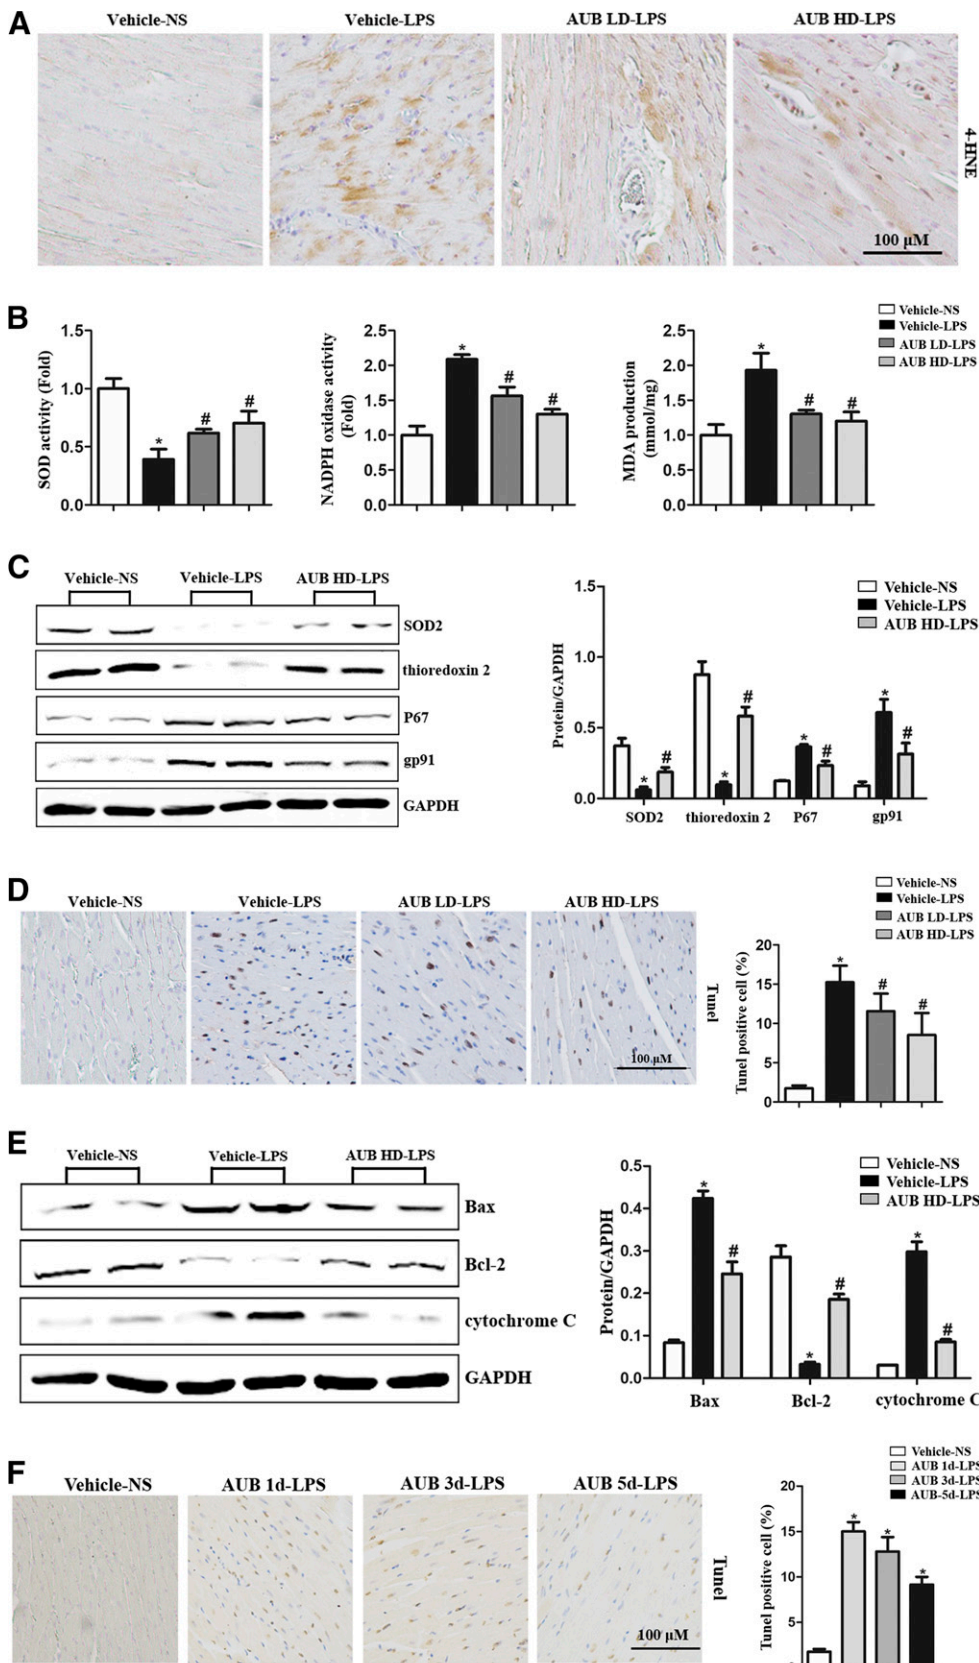 A
Vehicle-NS
Vehicle-LPS
AUB LD-LPS
AUB HD-LPS
4-HNE
100 µM
B
SOD activity (Fold)
1.5
1.0
0.5
0.0
*
#
#
NADPH oxidase activity
(Fold)
2.5
2.0
1.5
1.0
0.5
0.0
*
#
#
MDA production
(mmol/mg)
2.5
2.0
1.5
1.0
0.5
0.0
*
#
#
Vehicle-NS
Vehicle-LPS
AUB LD-LPS
AUB HD-LPS
C
Vehicle-NS
Vehicle-LPS
AUB HD-LPS
SOD2
thioredoxin 2
P67
gp91
GAPDH
Protein/GAPDH
1.5
1.0
0.5
0.0
*
#
*
#
*
#
*
#
SOD2
thioredoxin 2
P67
gp91
Vehicle-NS
Vehicle-LPS
AUB HD-LPS
D
Vehicle-NS
Vehicle-LPS
AUB LD-LPS
AUB HD-LPS
Tunel
100 µM
Tunel positive cell (%)
20
15
10
5
0
*
#
#
Vehicle-NS
Vehicle-LPS
AUB LD-LPS
AUB HD-LPS
E
Vehicle-NS
Vehicle-LPS
AUB HD-LPS
Bax
Bcl-2
cytochrome C
GAPDH
Protein/GAPDH
0.5
0.4
0.3
0.2
0.1
0.0
*
#
*
#
*
#
Bax
Bcl-2
cytochrome C
Vehicle-NS
Vehicle-LPS
AUB HD-LPS
F
Vehicle-NS
AUB 1d-LPS
AUB 3d-LPS
AUB 5d-LPS
Tunel
100 µM
Tunel positive cell (%)
20
15
10
5
*
*
*
Vehicle-NS
AUB 1d-LPS
AUB 3d-LPS
AUB-5d-LPS